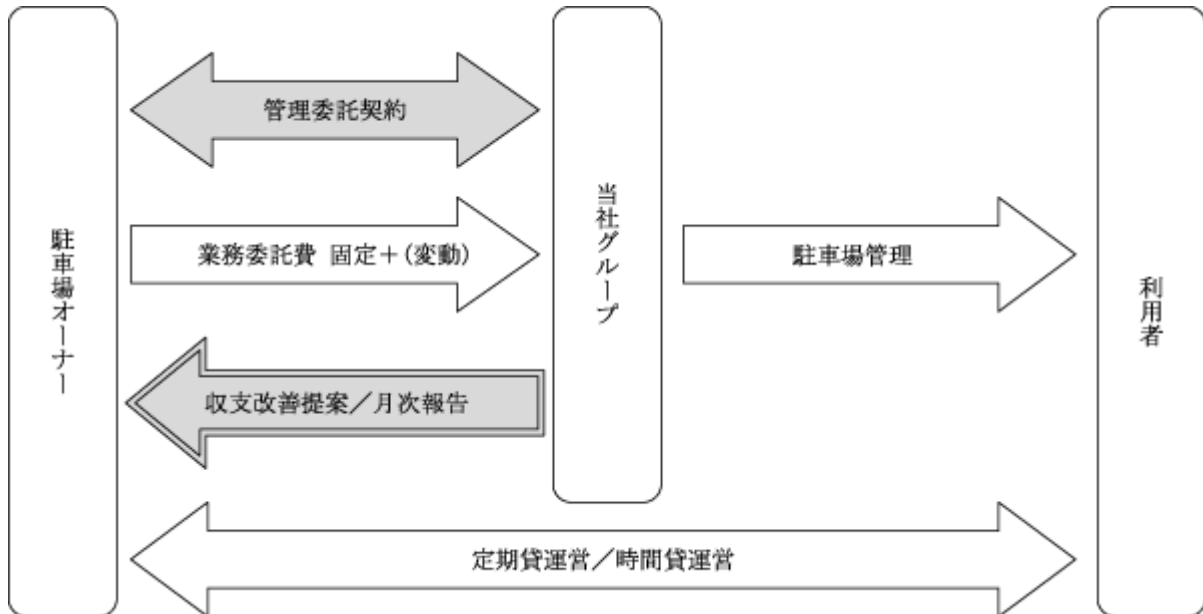 駐車場オーナー
管理委託契約
業務委託費 固定＋(変動)
収支改善提案／月次報告
当社グループ
駐車場管理
利用者
定期貸運営／時間貸運営